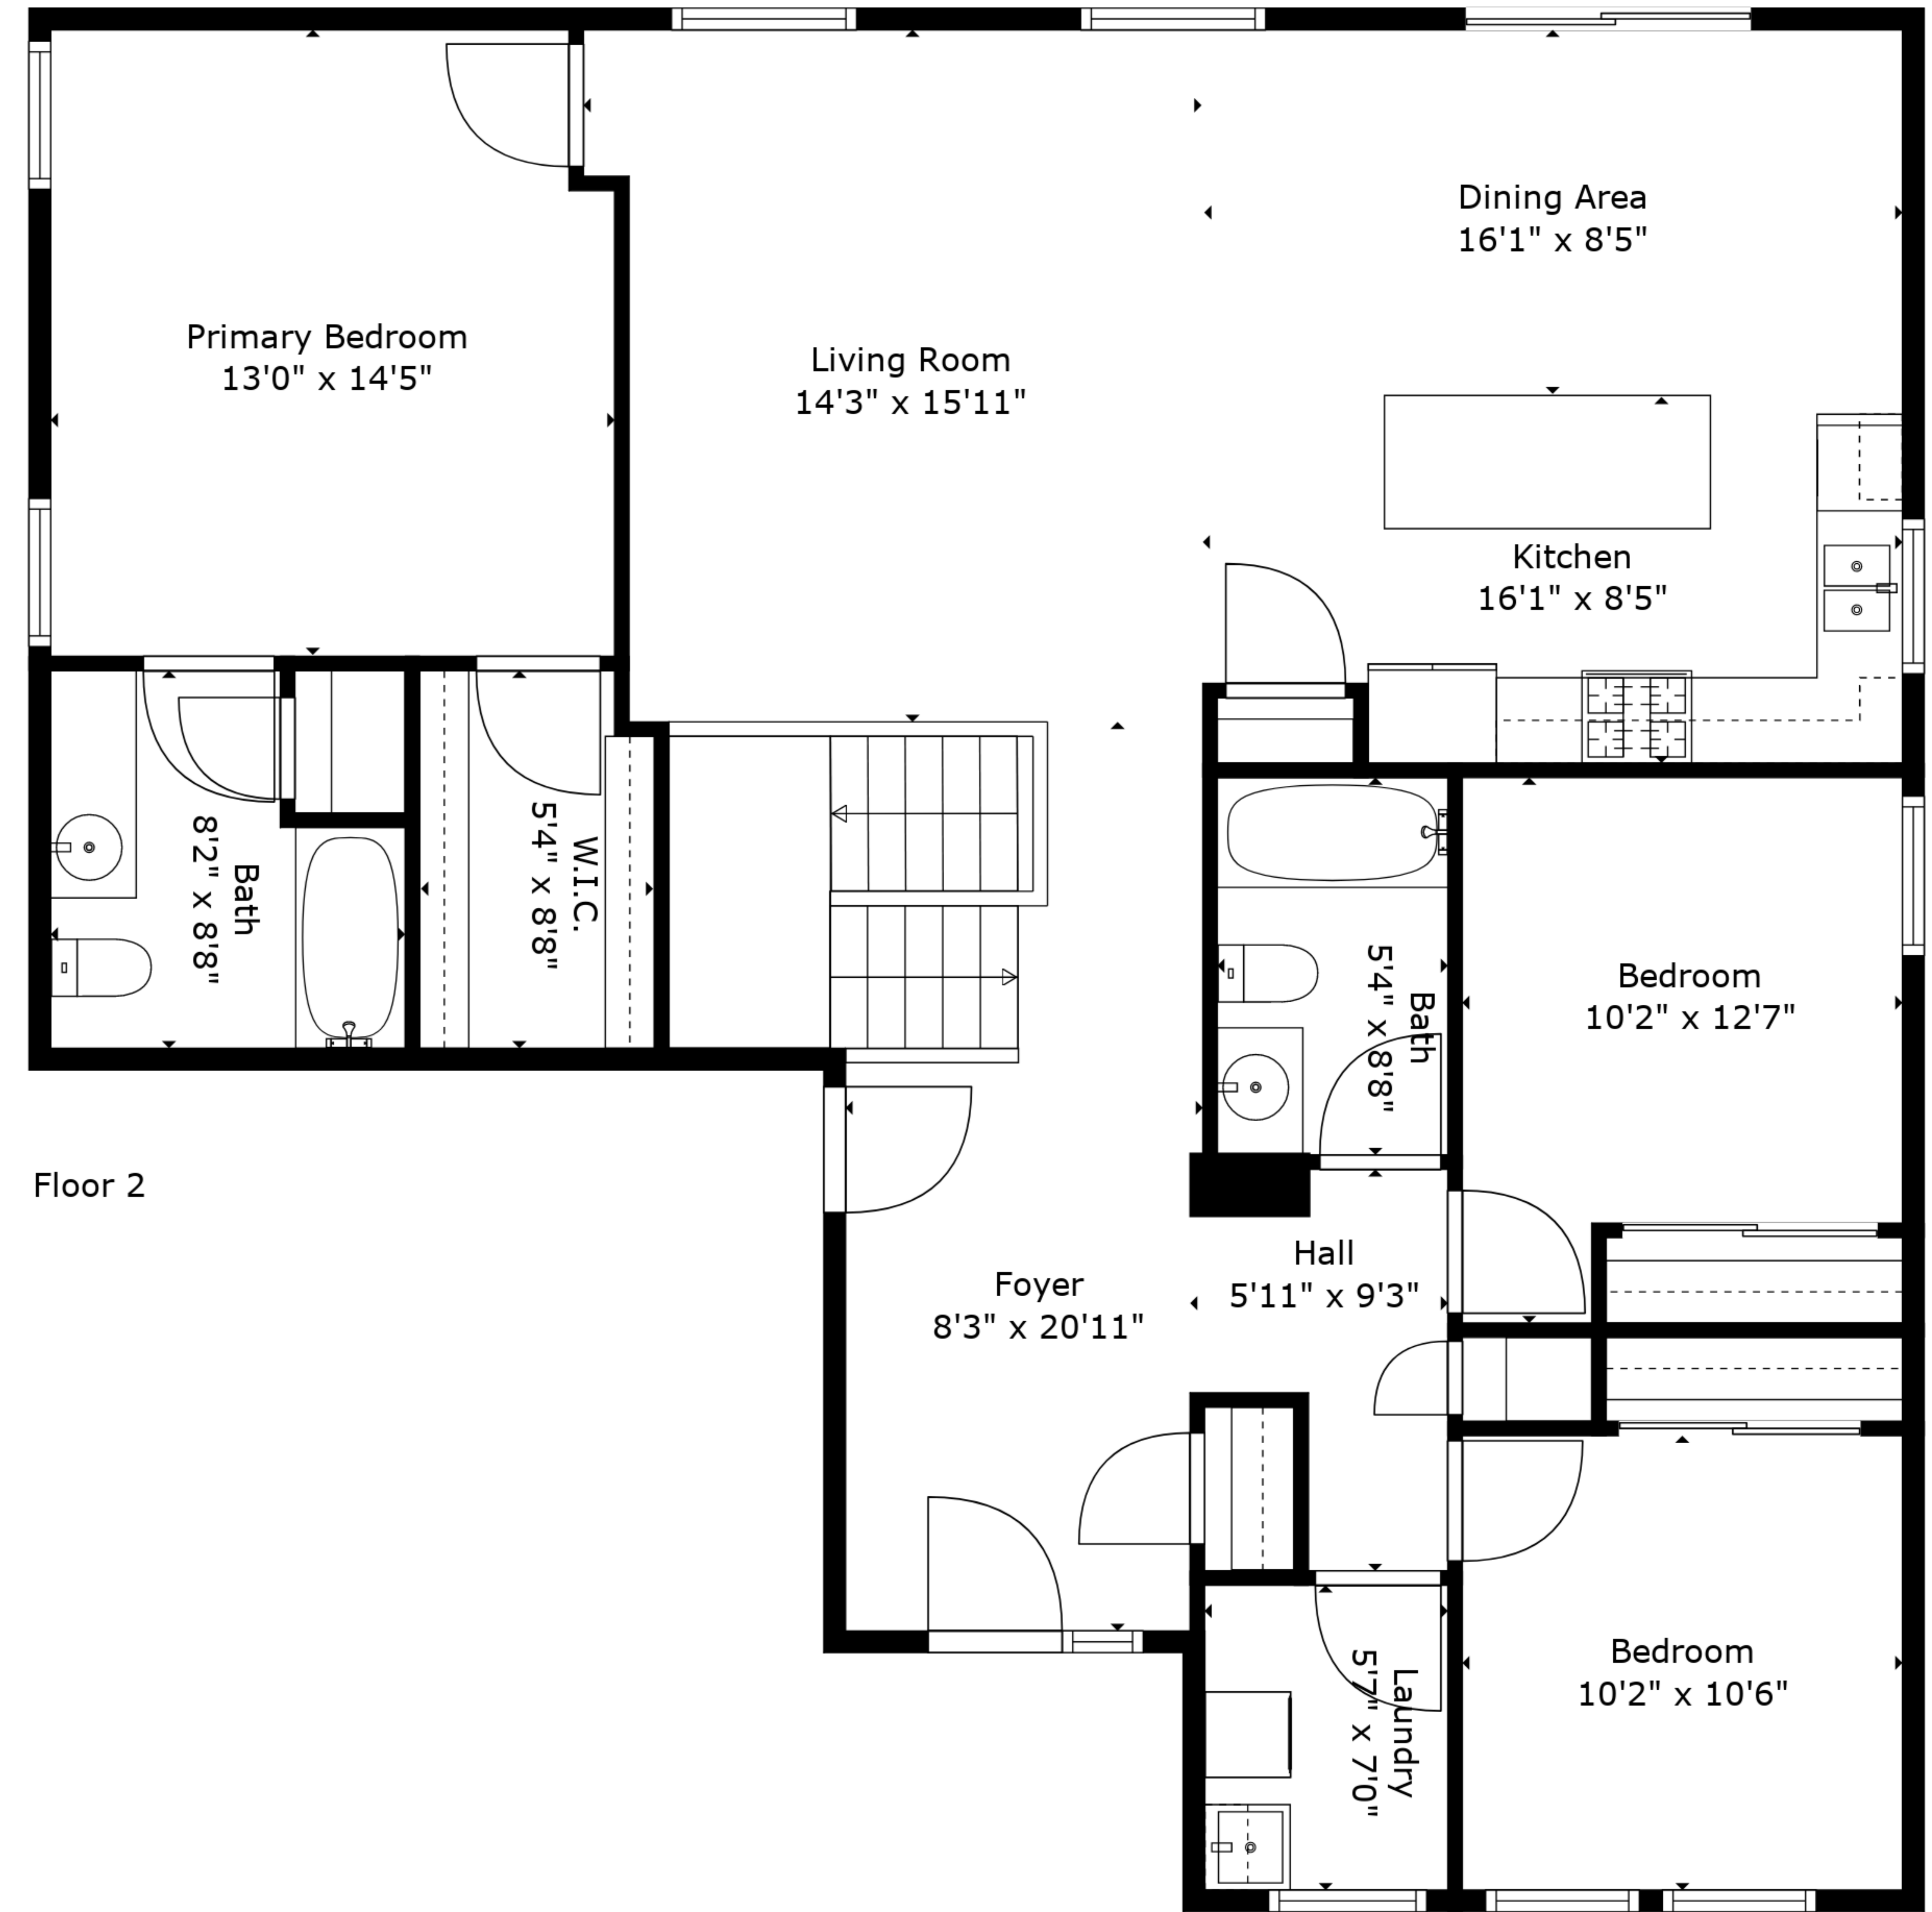 Dining Area
16'1" x 8'5"
Primary Bedroom
13'0" x 14'5"
Living Room
14'3" x 15'11"
Kitchen
16'1" x 8'5"
Bath
8'2" x 8'8"
W.I.C.
5'4" x 8'8"
Bath
5'4" x 8'8"
Bedroom
10'2" x 12'7"
Floor 2
Foyer
8'3" x 20'11"
Hall
5'11" x 9'3"
Laundry
5'7" x 7'0"
Bedroom
10'2" x 10'6"